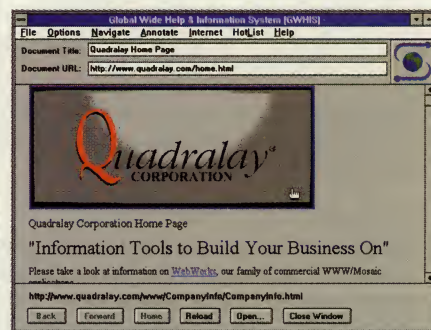 Global Wide Help & Information System [GWHIS]
File Options Navigate Annotate Internet HotList Help
Document Title: Quadralay Home Page
Document URL: http://www.quadralay.com/home.html
Quadralay
CORPORATION
Quadralay Corporation Home Page
"Information Tools to Build Your Business On"
Please take a look at information on WebWorks, our family of commercial WWW/Mosaic
applications
http://www.quadralay.com/www/CompanyInfo/CompanyInfo.html
Back Forward Home Reload Open... Close Window